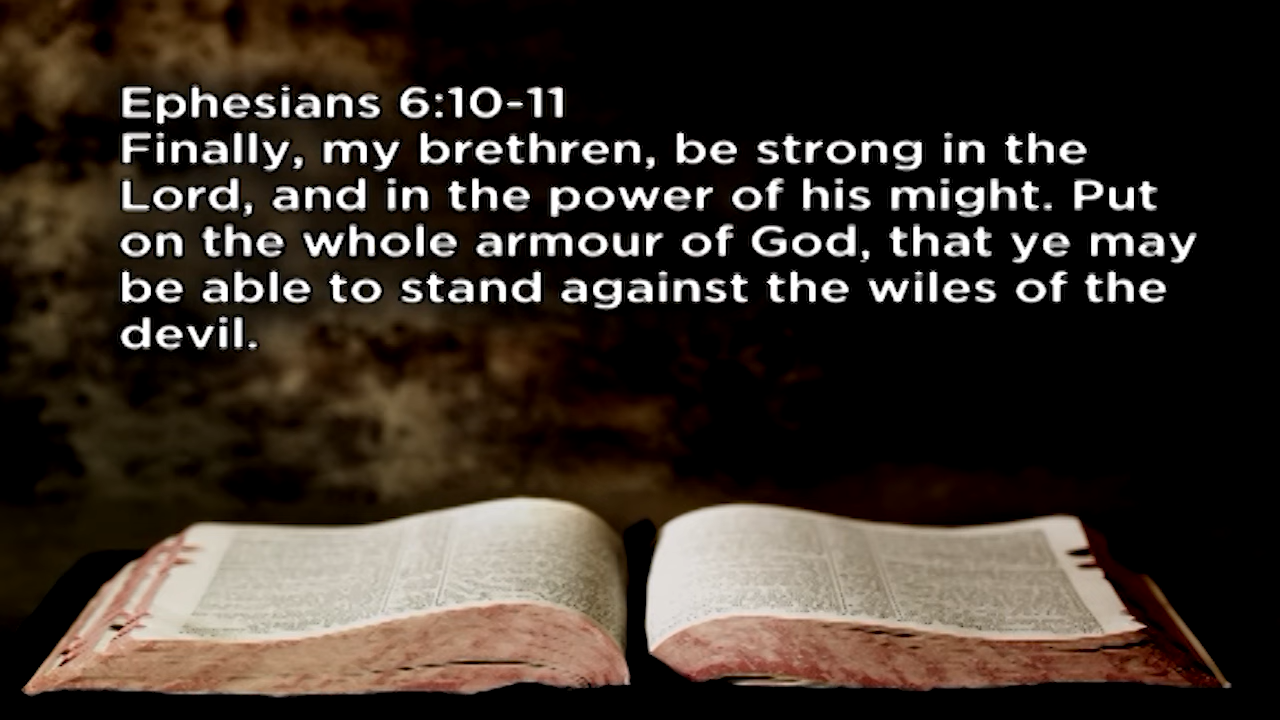 Ephesians 6:10-11
Finally, my brethren, be strong in the
Lord, and in the power of his might. Put
on the whole armour of God, that ye may
be able to stand against the wiles of the
devil.